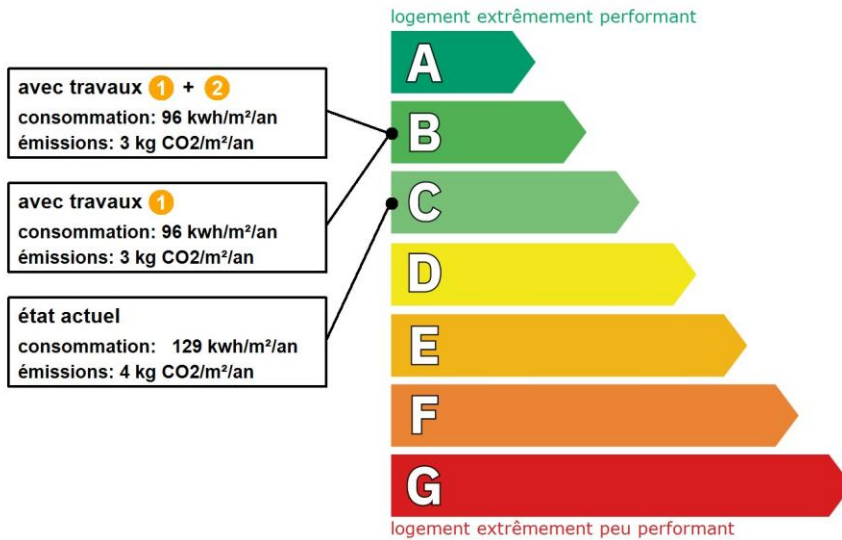 logement extrêmement performant
avec travaux 1 + 2
consommation: 96 kwh/m²/an
émissions: 3 kg CO2/m²/an
avec travaux 1
consommation: 96 kwh/m²/an
émissions: 3 kg CO2/m²/an
état actuel
consommation: 129 kwh/m²/an
émissions: 4 kg CO2/m²/an
A
B
C
D
E
F
G
logement extrêmement peu performant